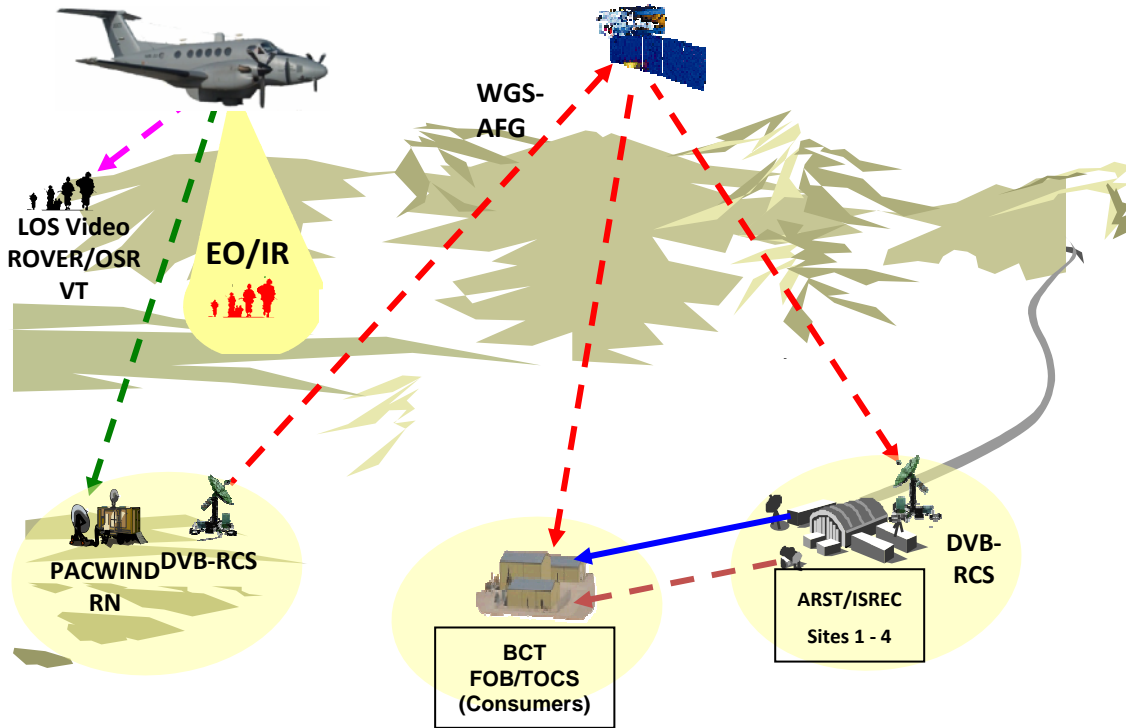 WGS-
AFG
LOS Video
ROVER/OSR
VT
EO/IR
PACWIND
RN
DVB-RCS
DVB-
RCS
ARST/ISREC
Sites 1 - 4
BCT
FOB/TOCS
(Consumers)